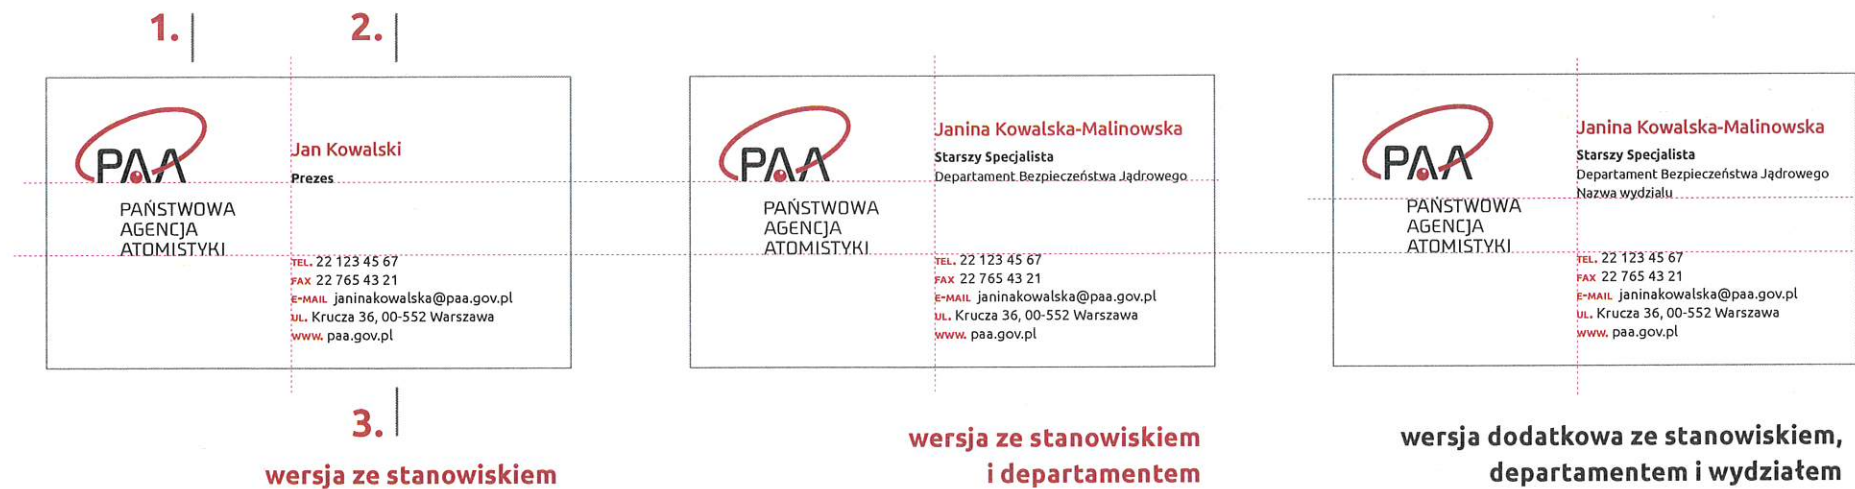 1.
2.
PAA
PAŃSTWOWA
AGENCJA
ATOMISTYKI
Jan Kowalski
Prezes
TEL. 22 123 45 67
FAX 22 765 43 21
E-MAIL janinakowalska@paa.gov.pl
UL. Krucza 36, 00-552 Warszawa
www. paa.gov.pl
3.
wersja ze stanowiskiem
PAA
PAŃSTWOWA
AGENCJA
ATOMISTYKI
Janina Kowalska-Malinowska
Starszy Specjalista
Departament Bezpieczeństwa Jądrowego
TEL. 22 123 45 67
FAX 22 765 43 21
E-MAIL janinakowalska@paa.gov.pl
UL. Krucza 36, 00-552 Warszawa
www. paa.gov.pl
wersja ze stanowiskiem
i departamentem
PAA
PAŃSTWOWA
AGENCJA
ATOMISTYKI
Janina Kowalska-Malinowska
Starszy Specjalista
Departament Bezpieczeństwa Jądrowego
Nazwa wydzialu
TEL. 22 123 45 67
FAX 22 765 43 21
E-MAIL janinakowalska@paa.gov.pl
UL. Krucza 36, 00-552 Warszawa
www. paa.gov.pl
wersja dodatkowa ze stanowiskiem,
departamentem i wydziałem